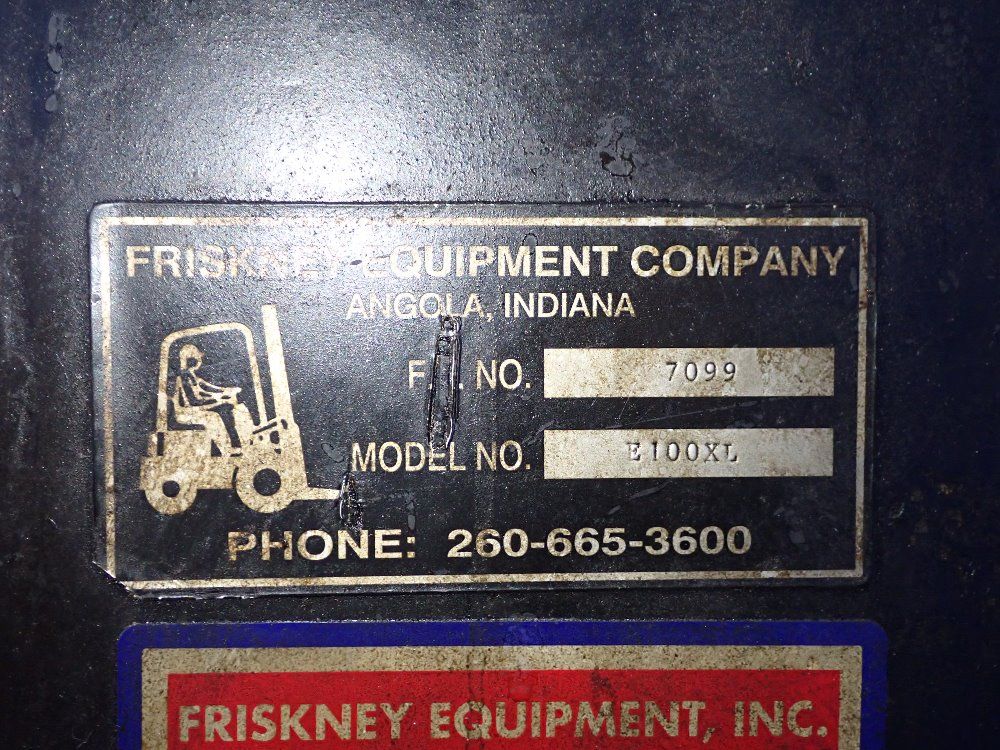 FRISKNEY EQUIPMENT COMPANY
ANGOLA, INDIANA
NO. 7099
MODEL NO. E100XL
PHONE: 260-665-3600
FRISKNEY EQUIPMENT, INC.